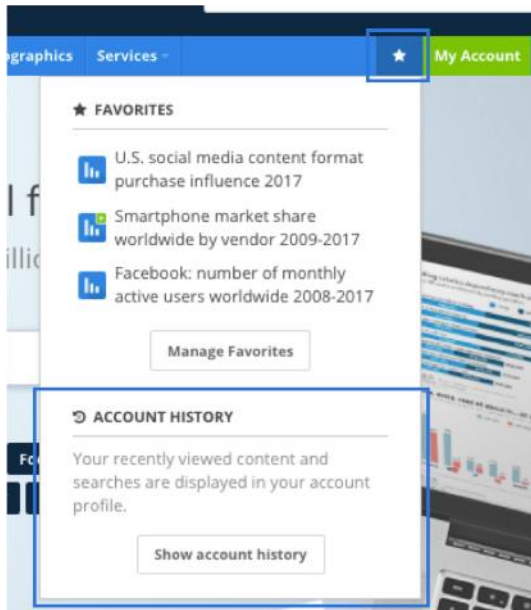 ographics Services My Account
FAVORITES
U.S. social media content format
purchase influence 2017
Smartphone market share
worldwide by vendor 2009-2017
Facebook: number of monthly
active users worldwide 2008-2017
Manage Favorites
ACCOUNT HISTORY
Your recently viewed content and
searches are displayed in your account
profile.
Show account history